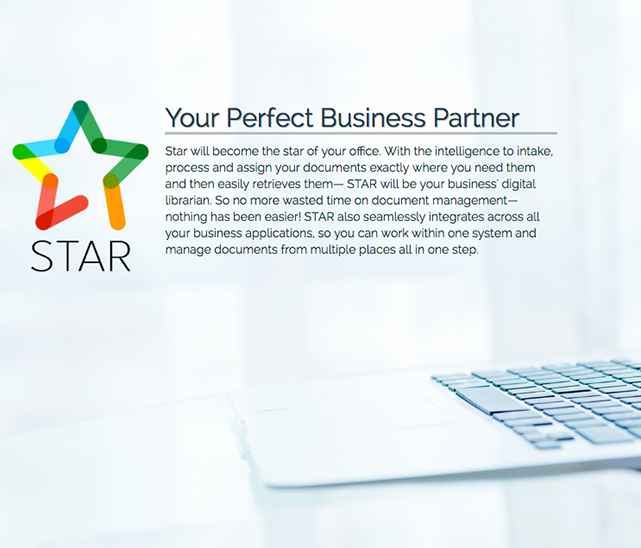 Your Perfect Business Partner
Star will become the star of your office. With the intelligence to intake,
process and assign your documents exactly where you need them
and then easily retrieves them— STAR will be your business' digital
librarian. So no more wasted time on document management—
nothing has been easier! STAR also seamlessly integrates across all
your business applications, so you can work within one system and
manage documents from multiple places all in one step.
STAR